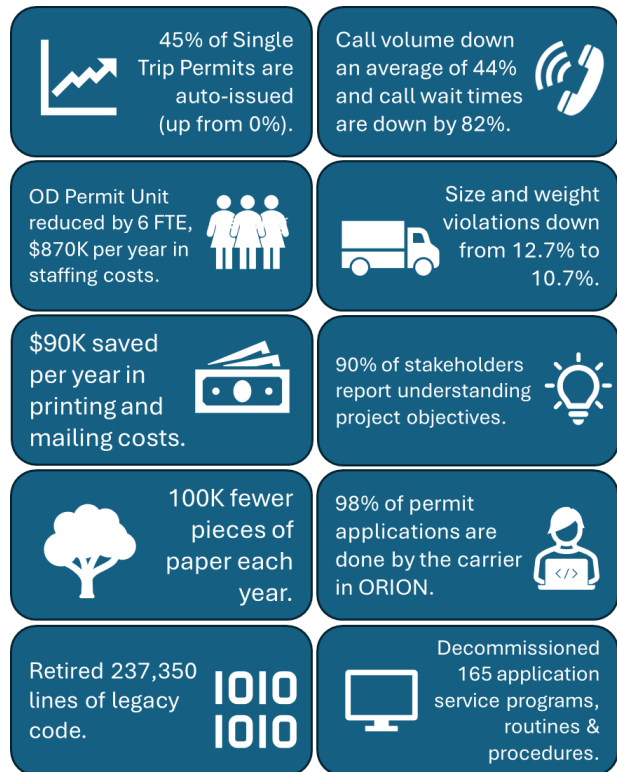 45% of Single
Trip Permits are
auto-issued
(up from 0%).
Call volume down
an average of 44%
and call wait times
are down by 82%.
OD Permit Unit
reduced by 6 FTE,
$870K per year in
staffing costs.
Size and weight
violations down
from 12.7% to
10.7%.
$90K saved
per year in
printing and
mailing costs.
90% of stakeholders
report understanding
project objectives.
100K fewer
pieces of
paper each
year.
98% of permit
applications are
done by the carrier
in ORION.
</>
Retired 237,350
lines of legacy
code.
1010
1010
Decommissioned
165 application
service programs,
routines &
procedures.